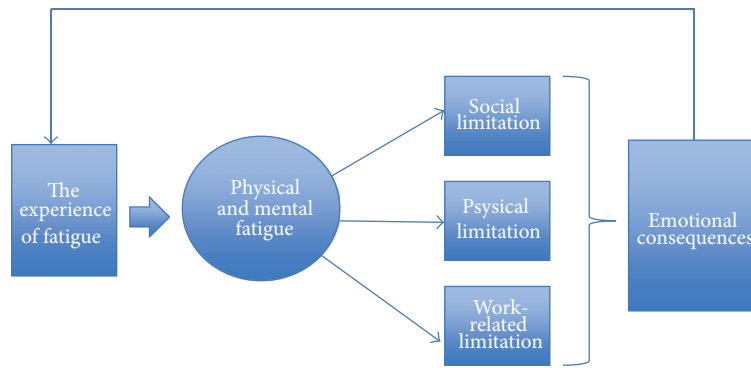 The
experience
of fatigue
Physical
and mental
fatigue
Social
limitation
Psysical
limitation
Work-
related
limitation
Emotional
consequences